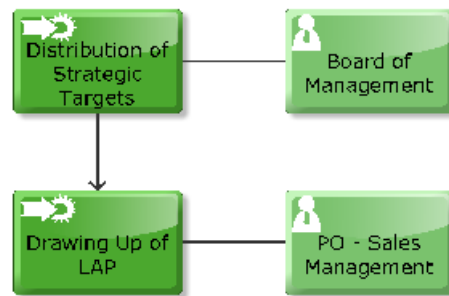 Distribution of
Strategic
Targets
Board of
Management
Drawing Up of
LAP
PO - Sales
Management